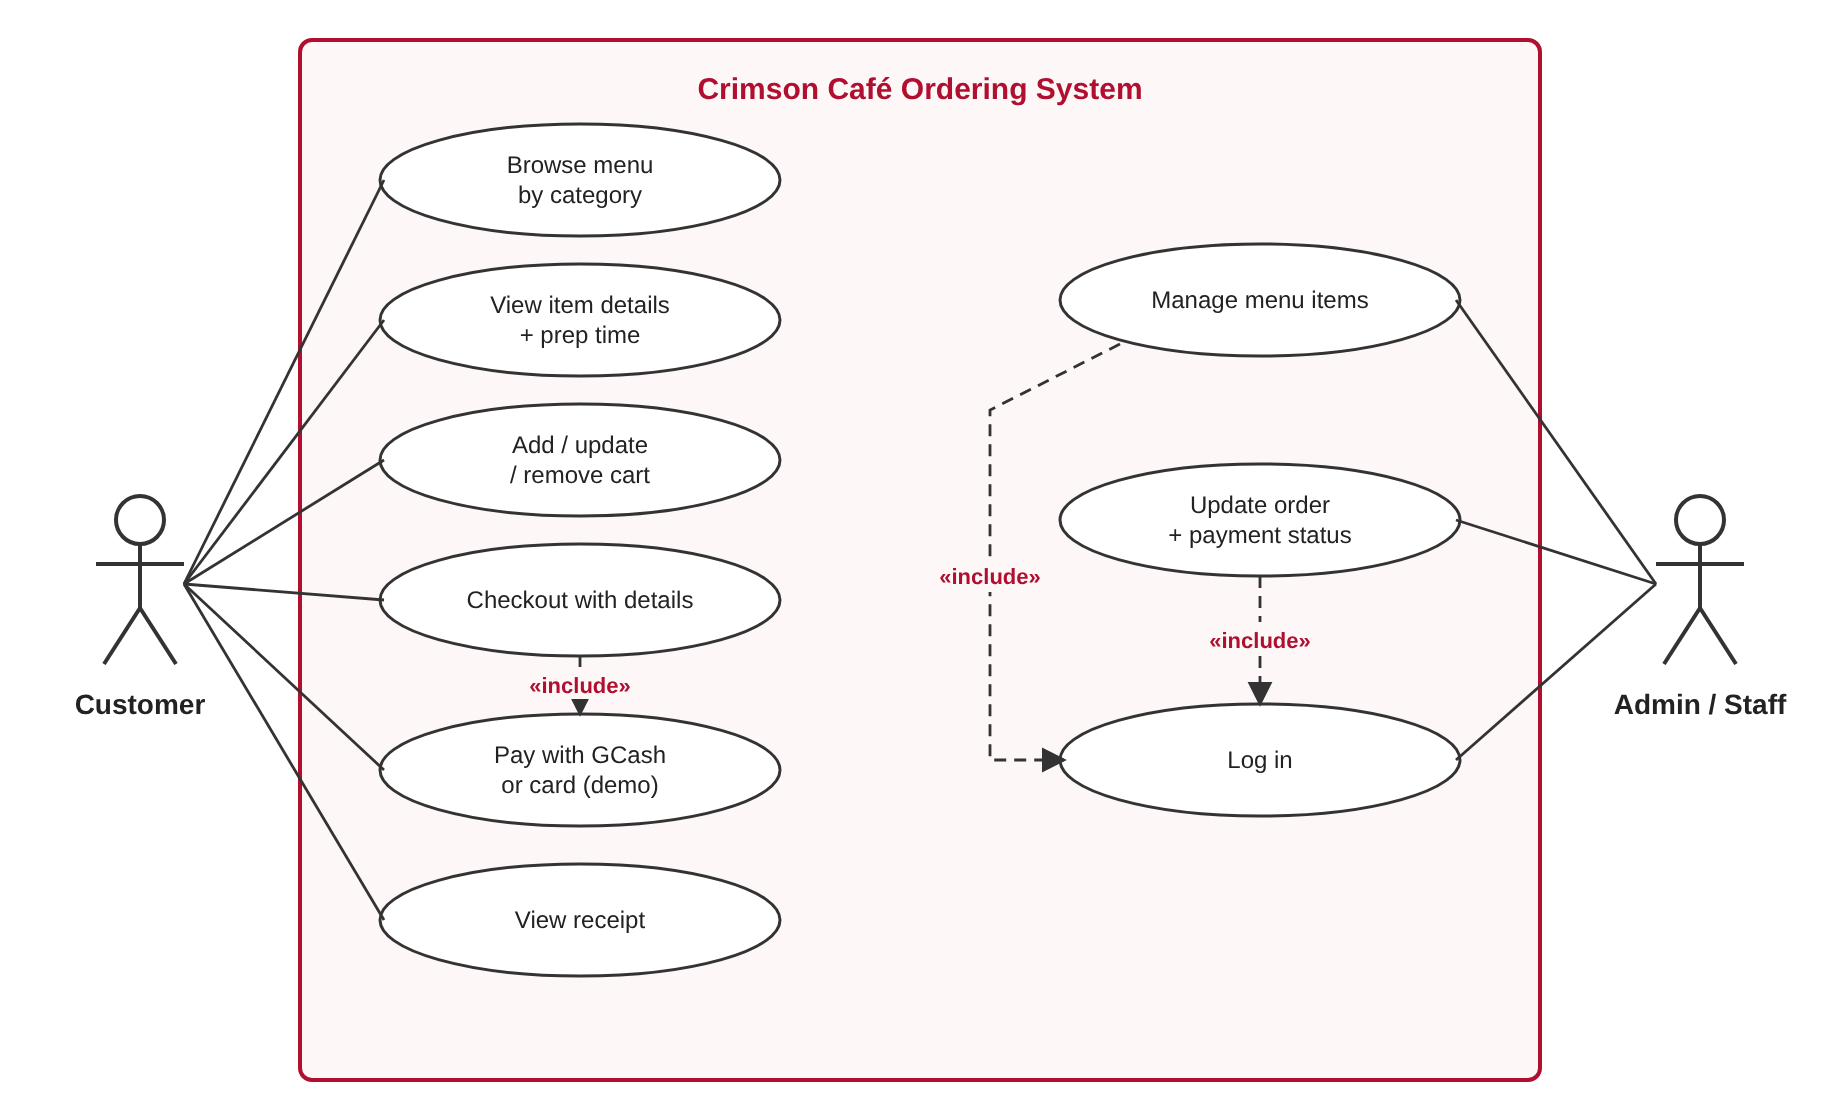 Crimson Café Ordering System
Browse menu
by category
View item details
+ prep time
Add / update
/ remove cart
Checkout with details
«include»
Pay with GCash
or card (demo)
View receipt
Manage menu items
Update order
+ payment status
«include»
«include»
Log in
Customer
Admin / Staff